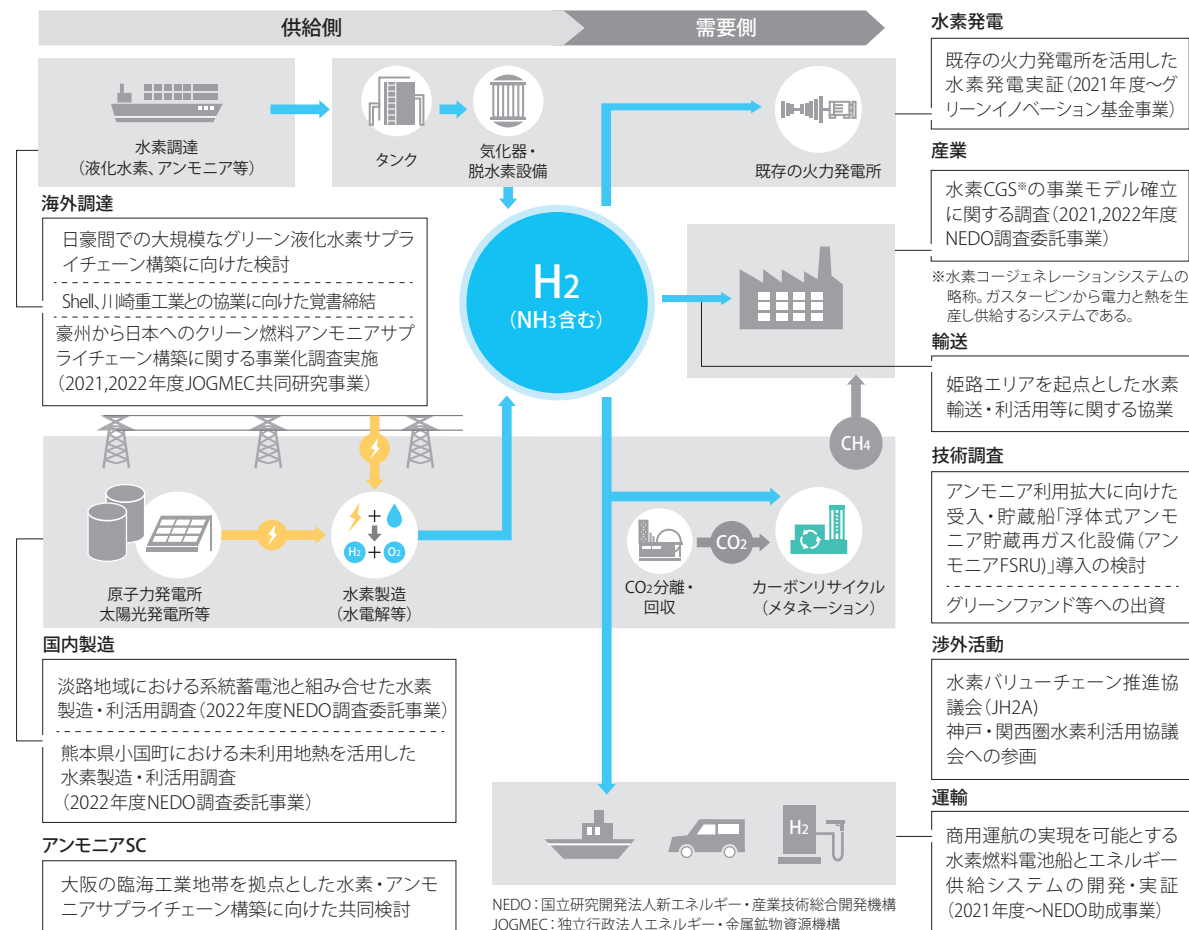 供給側
需要側
水素調達
(液化水素、アンモニア等)
タンク
気化器・
脱水素設備
既存の火力発電所
海外調達
日豪間での大規模なグリーン液化水素サプラ
イチェーン構築に向けた検討
Shell、川崎重工業との協業に向けた覚書締結
豪州から日本へのクリーン燃料アンモニアサプ
ライチェーン構築に関する事業化調査実施
(2021,2022年度JOGMEC共同研究事業)
H2
(NH3含む)
CH4
原子力発電所
太陽光発電所等
+
H2 + O2
水素製造
(水電解等)
CO2分離・
回収
CO2
カーボンリサイクル
(メタネーション)
国内製造
淡路地域における系統蓄電池と組み合せた水素
製造・利活用調査(2022年度NEDO調査委託事業)
熊本県小国町における未利用地熱を活用した
水素製造・利活用調査
(2022年度NEDO調査委託事業)
アンモニアSC
大阪の臨海工業地帯を拠点とした水素・アンモ
ニアサプライチェーン構築に向けた共同検討
H2
NEDO:国立研究開発法人新エネルギー・産業技術総合開発機構
JOGMEC:独立行政法人エネルギー・金属鉱物資源機構
水素発電
既存の火力発電所を活用した
水素発電実証(2021年度〜グ
リーンイノベーション基金事業)
産業
水素CGS※の事業モデル確立
に関する調査(2021,2022年度
NEDO調査委託事業)
※水素コージェネレーションシステムの
略称。ガスタービンから電力と熱を生
産し供給するシステムである。
輸送
姫路エリアを起点とした水素
輸送・利活用等に関する協業
技術調査
アンモニア利用拡大に向けた
受入・貯蔵船「浮体式アンモ
ニア貯蔵再ガス化設備(アン
モニアFSRU)」導入の検討
グリーンファンド等への出資
渉外活動
水素バリューチェーン推進協
議会(JH2A)
神戸・関西圏水素利活用協議
会への参画
運輸
商用運航の実現を可能とする
水素燃料電池船とエネルギー
供給システムの開発・実証
(2021年度〜NEDO助成事業)